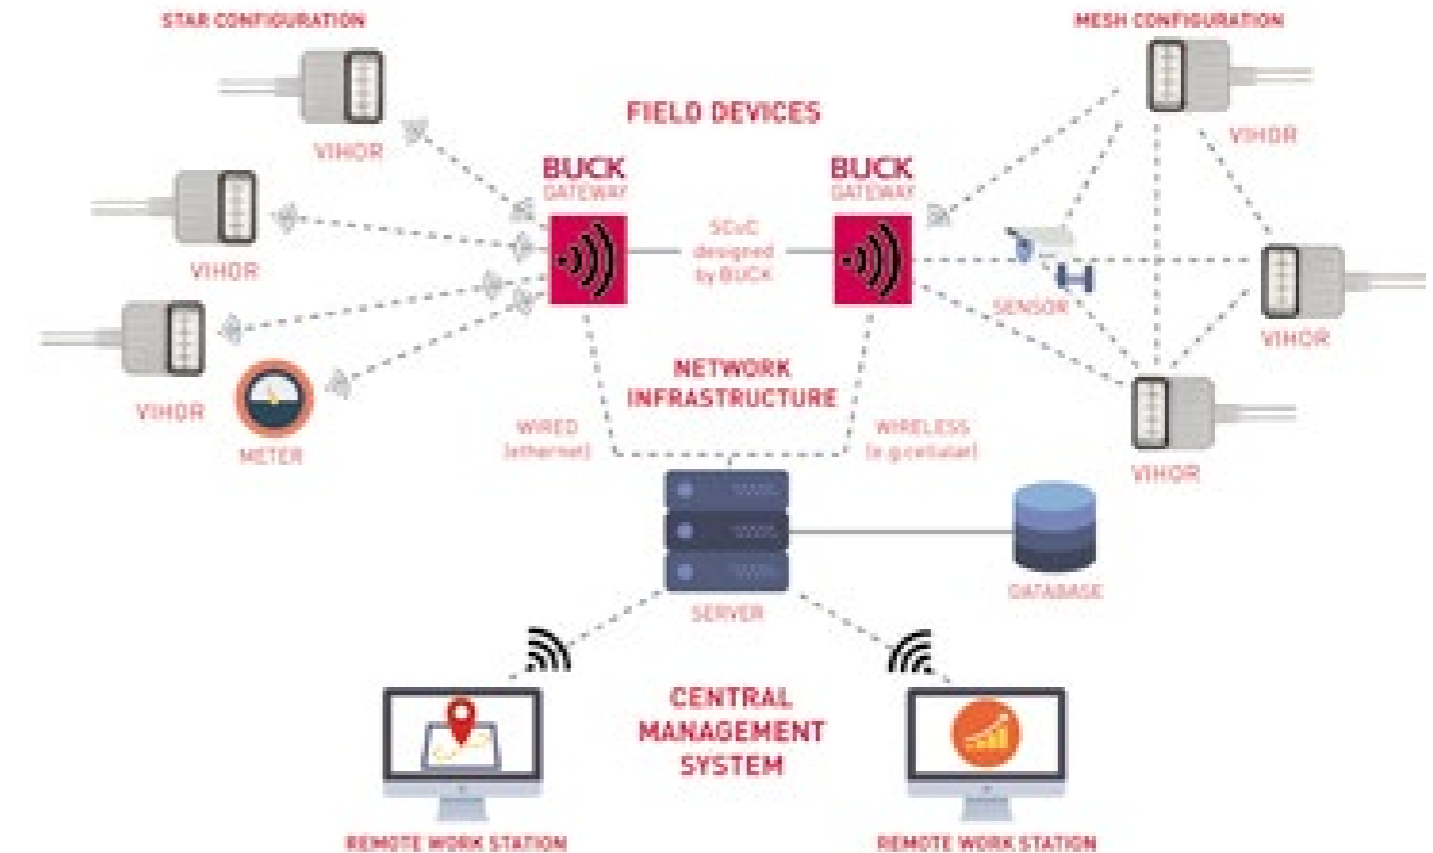 STAR CONFIGURATION
MESH CONFIGURATION
VIHOR
FIELD DEVICES
VIHOR
BUCK
GATEWAY
BUCK
GATEWAY
SCuC
designed
by BUCK
VIHOR
SENSOR
VIHOR
NETWORK
INFRASTRUCTURE
VIHOR
METER
WIRED
(ethernet)
WIRELESS
(e.g.cellular)
VIHOR
SERVER
DATABASE
CENTRAL
MANAGEMENT
SYSTEM
REMOTE WORK STATION
REMOTE WORK STATION